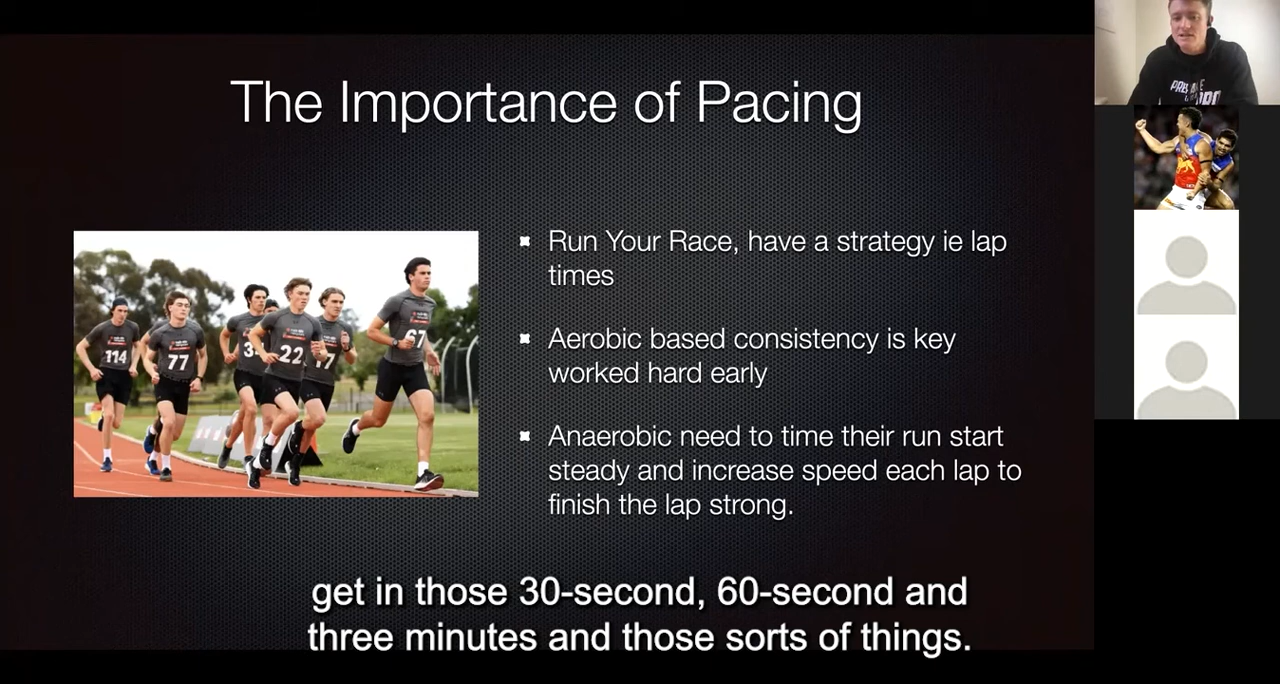 The Importance of Pacing
Run Your Race, have a strategy ie lap
times
Aerobic based consistency is key
worked hard early
Anaerobic need to time their run start
steady and increase speed each lap to
finish the lap strong.
114
77
22
67
get in those 30-second, 60-second and
three minutes and those sorts of things.